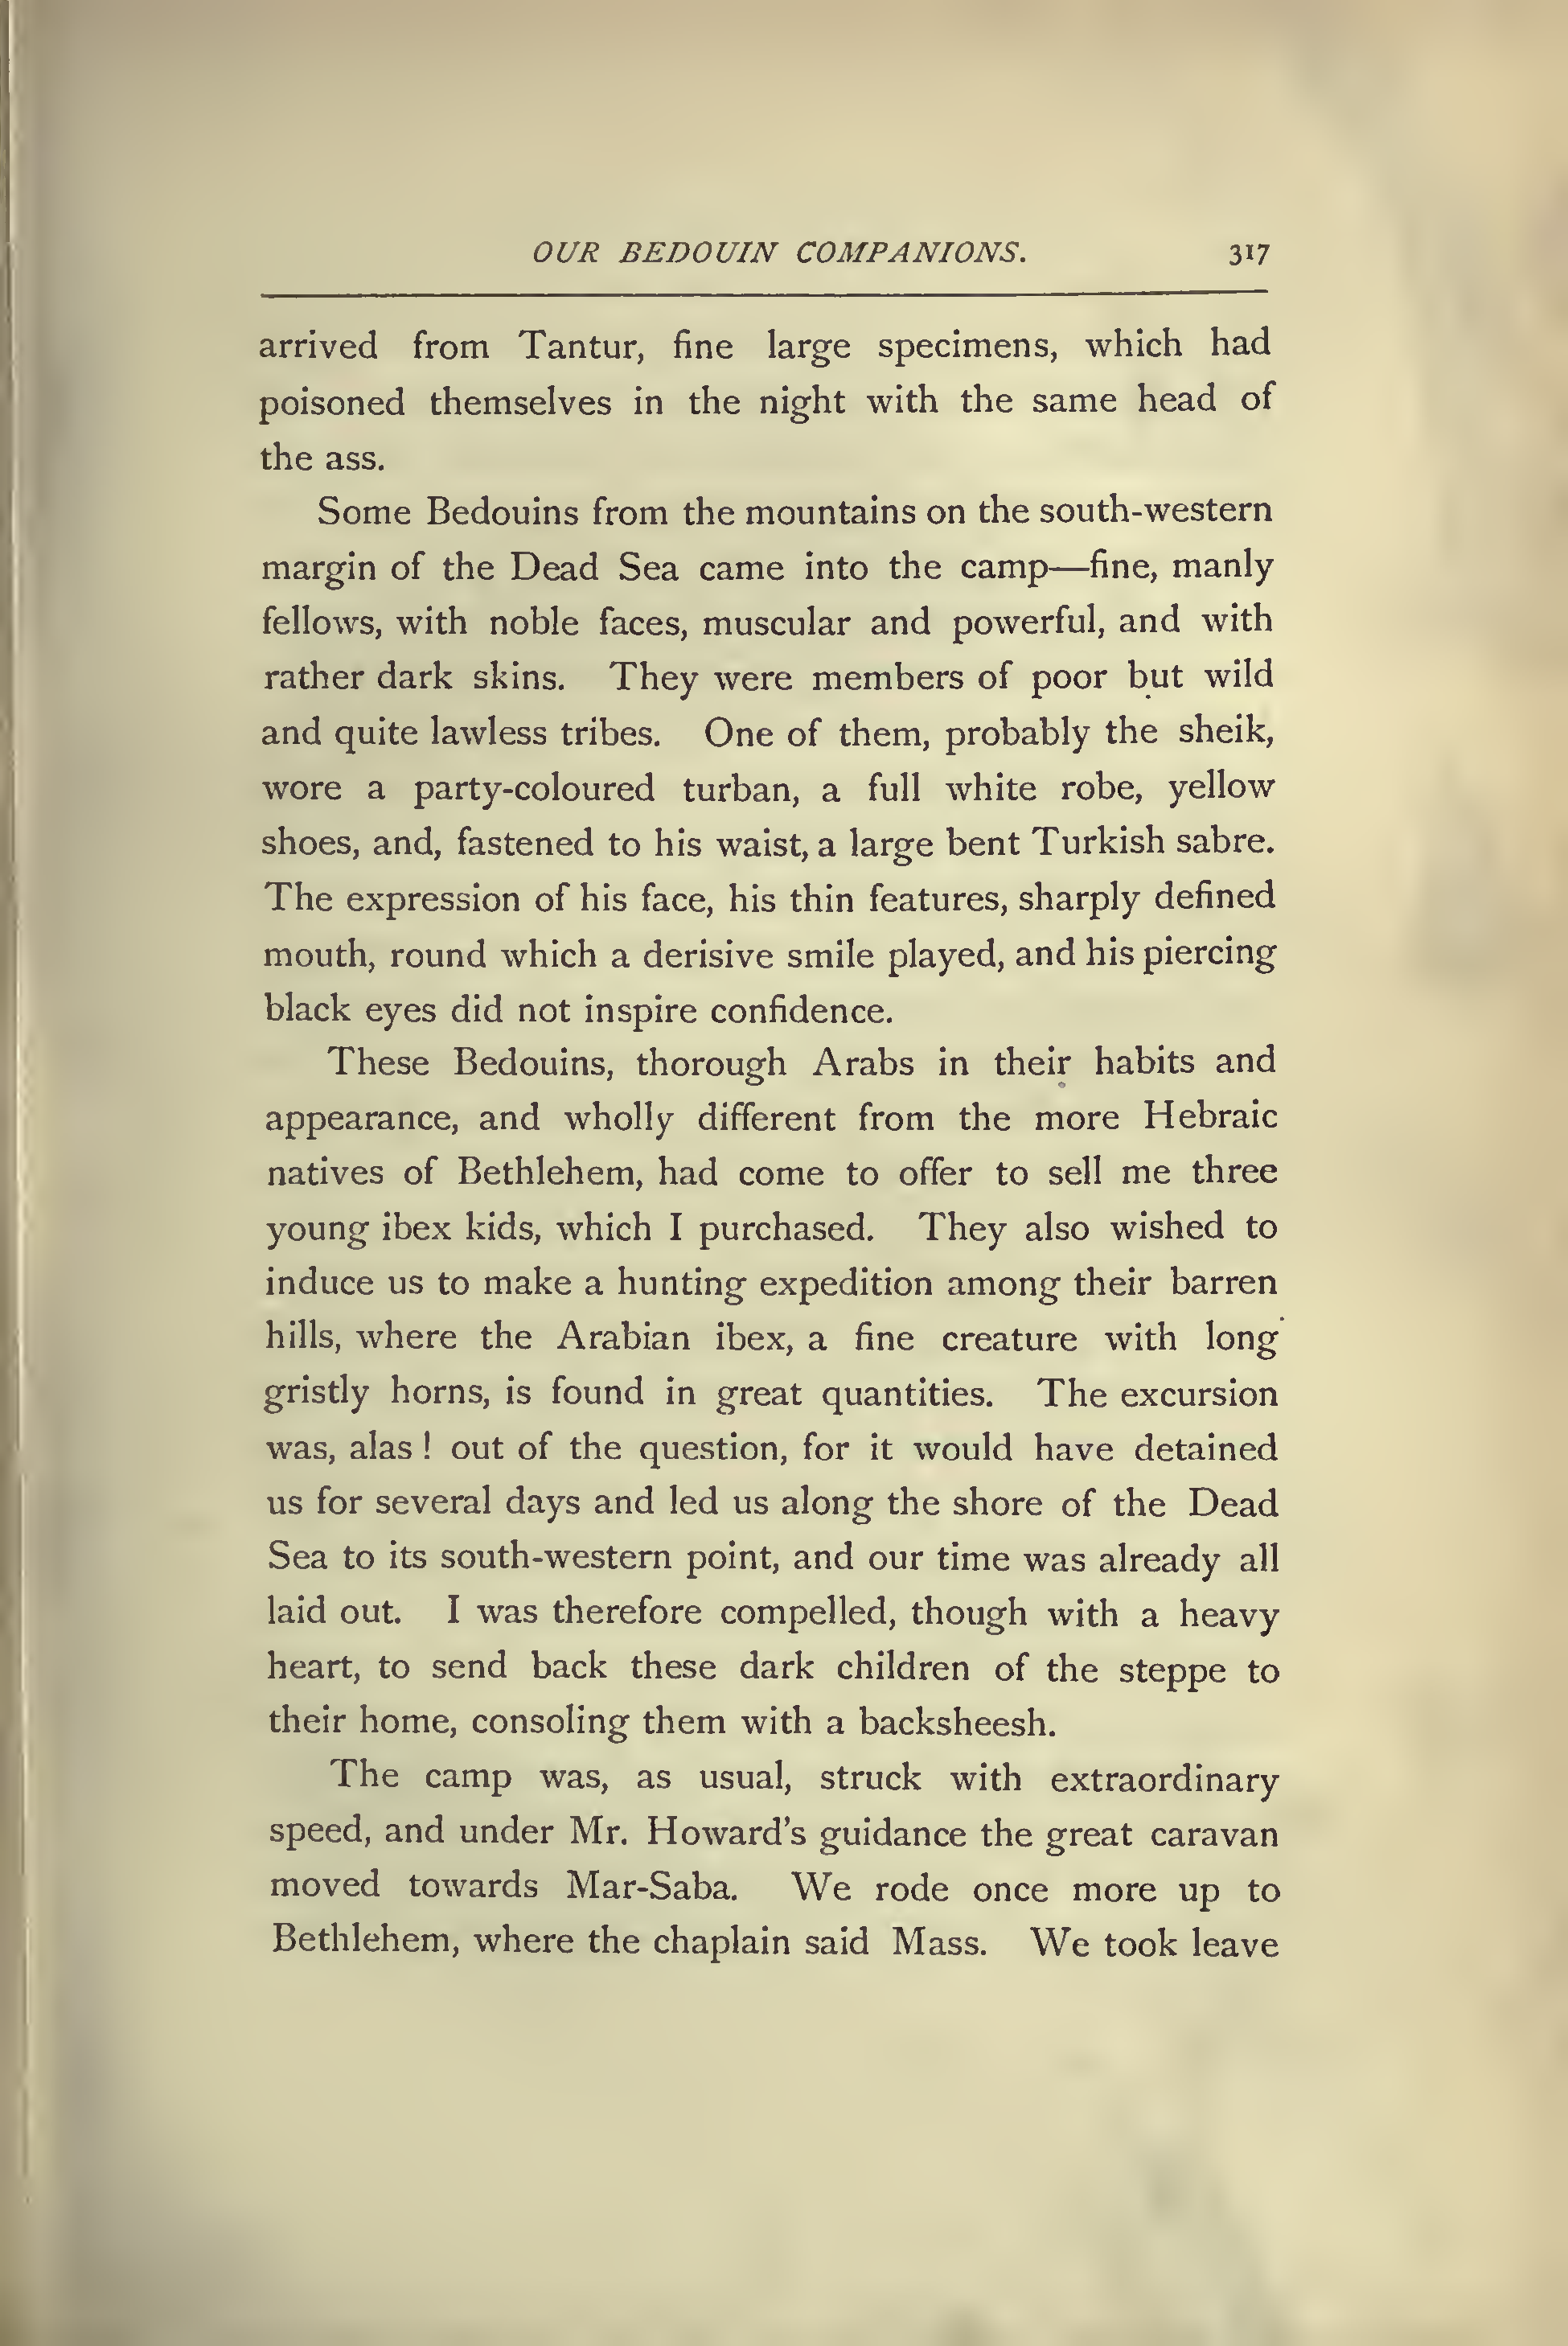 OUR BEDOUIN COMPANIONS. 317
arrived from Tantur, fine large specimens, which had
poisoned themselves in the night with the same head of
the ass.
Some Bedouins from the mountains on the south-western
margin of the Dead Sea came into the camp—fine, manly
fellows, with noble faces, muscular and powerful, and with
rather dark skins. They were members of poor but wild
and quite lawless tribes. One of them, probably the sheik,
wore a party-coloured turban, a full white robe, yellow
shoes, and, fastened to his waist, a large bent Turkish sabre.
The expression of his face, his thin features, sharply defined
mouth, round which a derisive smile played, and his piercing
black eyes did not inspire confidence.
These Bedouins, thorough Arabs in their habits and
appearance, and wholly different from the more Hebraic
natives of Bethlehem, had come to offer to sell me three
young ibex kids, which I purchased. They also wished to
induce us to make a hunting expedition among their barren
hills, where the Arabian ibex, a fine creature with long
gristly horns, is found in great quantities. The excursion
was, alas ! out of the question, for it would have detained
us for several days and led us along the shore of the Dead
Sea to its south-western point, and our time was already all
laid out. I was therefore compelled, though with a heavy
heart, to send back these dark children of the steppe to
their home, consoling them with a backsheesh.
The camp was, as usual, struck with extraordinary
speed, and under Mr. Howard's guidance the great caravan
moved towards Mar-Saba. We rode once more up to
Bethlehem, where the chaplain said Mass. We took leave